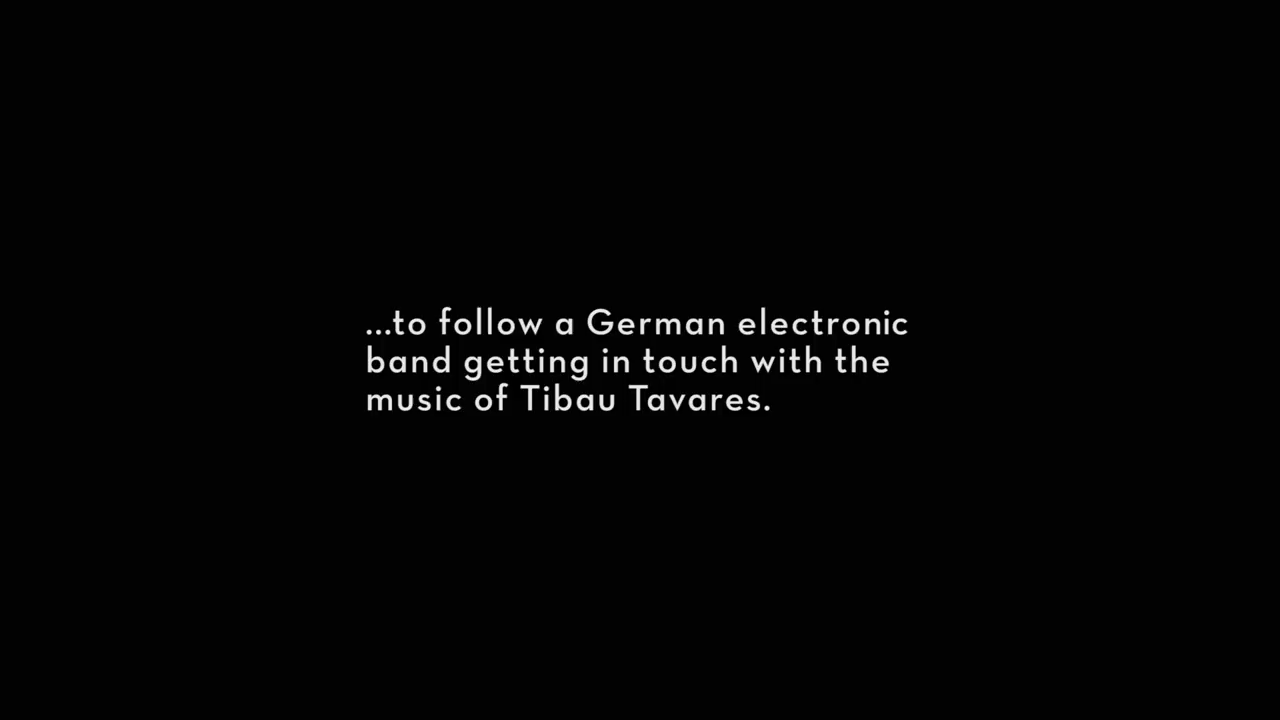 ...to follow a German electronic
band getting in touch with the
music of Tibau Tavares.